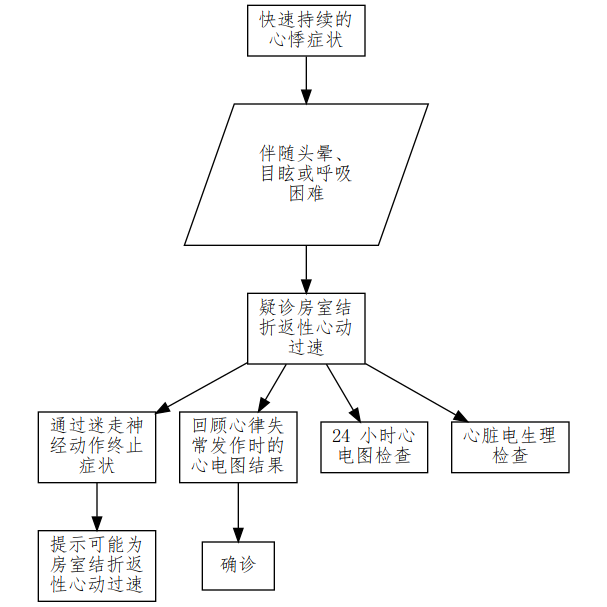 快速持续的
心悸症状
伴随头晕、
目眩或呼吸
困难
疑诊房室结
折返性心动
过速
通过迷走神
经动作终止
症状
回顾心律失
常发作时的
心电图结果
24 小时心
电图检查
心脏电生理
检查
提示可能为
房室结折返
性心动过速
确诊